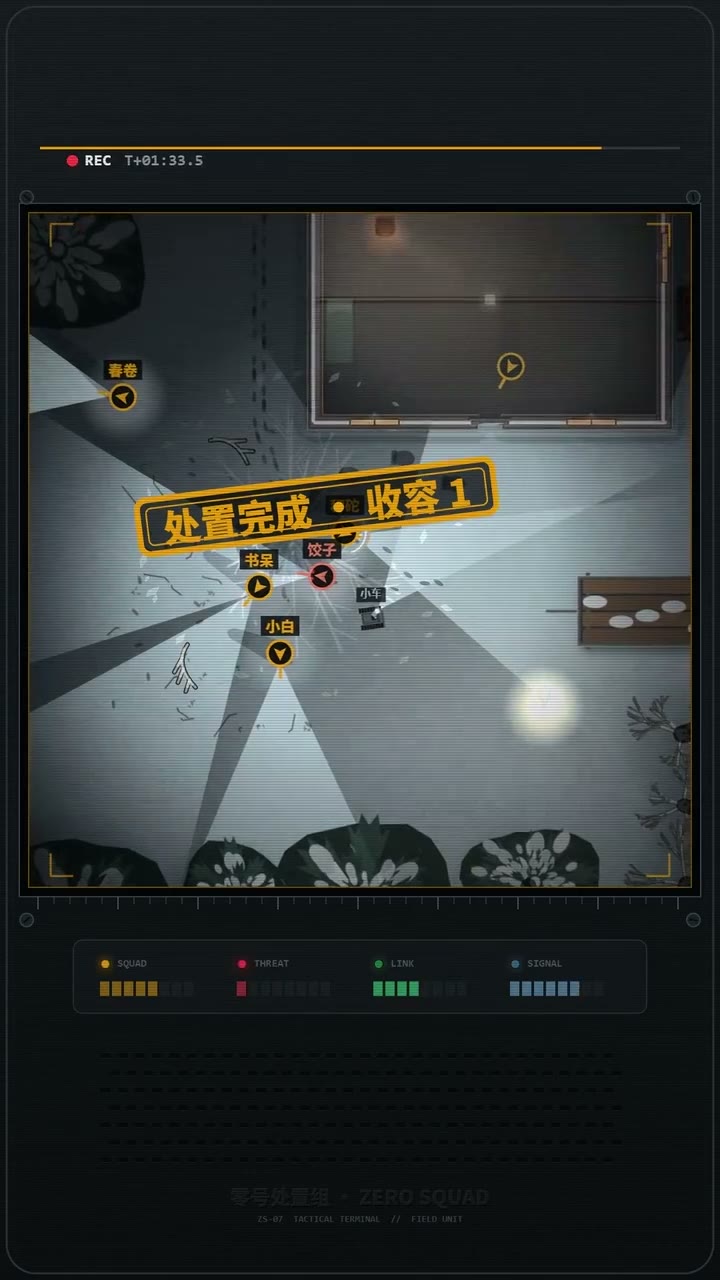 REC T+01:33.5
春卷
处置完成 · 收容 1
饺子
书呆
小车
小白
SQUAD THREAT LINK SIGNAL
零号处置组 · ZERO SQUAD
ZS-07 TACTICAL TERMINAL // FIELD UNIT